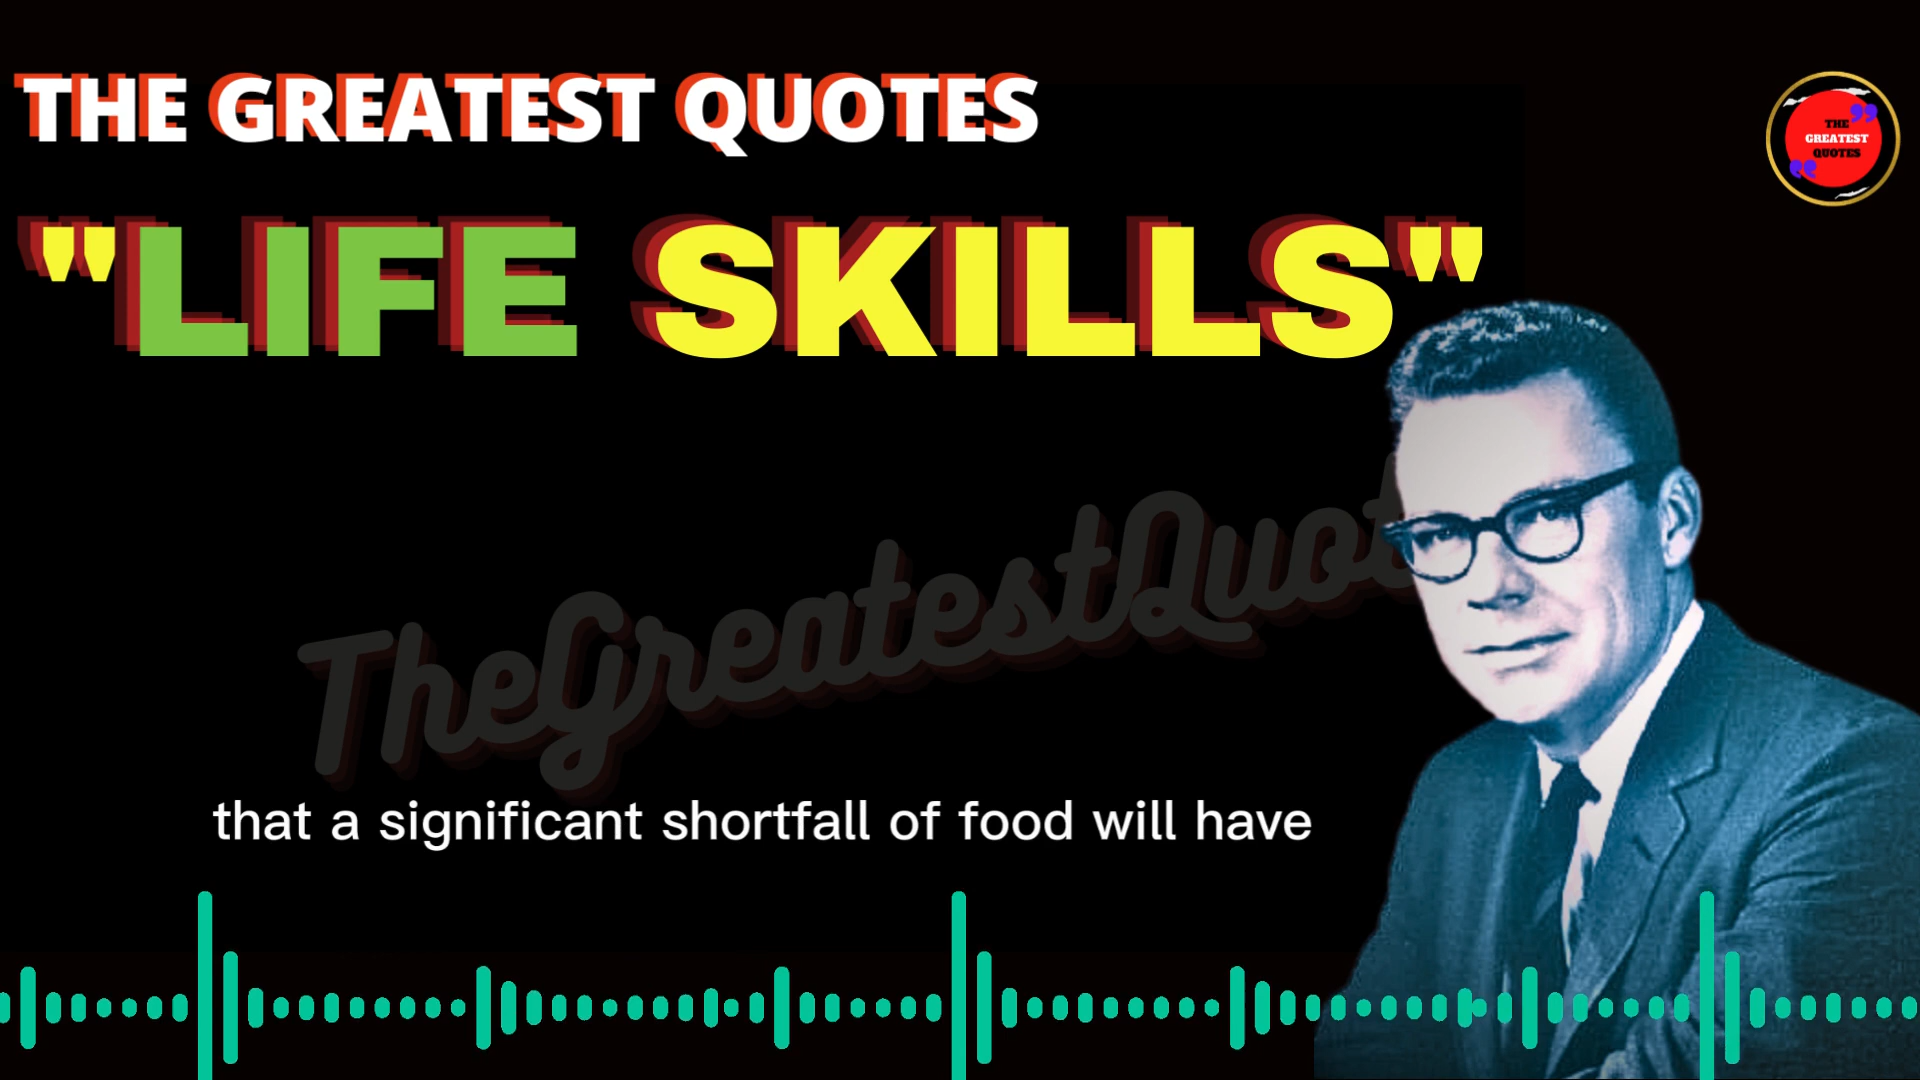 THE GREATEST QUOTES
"LIFE SKILLS"
THE
GREATEST
QUOTES
TheGreatestQuot
that a significant shortfall of food will have